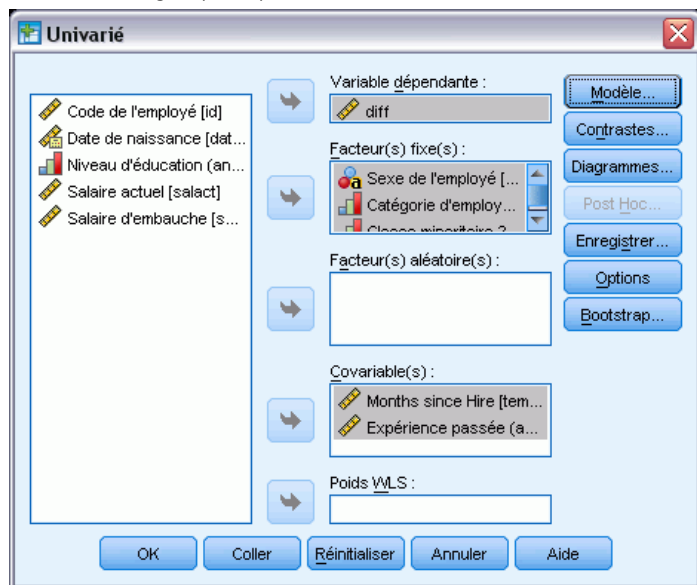 Univarié
Code de l'employé [id]
Date de naissance [dat...
Niveau d'éducation (an...
Salaire actuel [salact]
Salaire d'embauche [s...
Variable dépendante :
diff
Facteur(s) fixe(s) :
Sexe de l'employé [...
Catégorie d'employ...
Classe minoritaire ?
Facteur(s) aléatoire(s) :
Covariable(s) :
Months since Hire [tem...
Expérience passée (a...
Poids WLS :
Modèle...
Contrastes...
Diagrammes...
Post Hoc...
Enregistrer...
Options
Bootstrap...
OK
Coller
Réinitialiser
Annuler
Aide